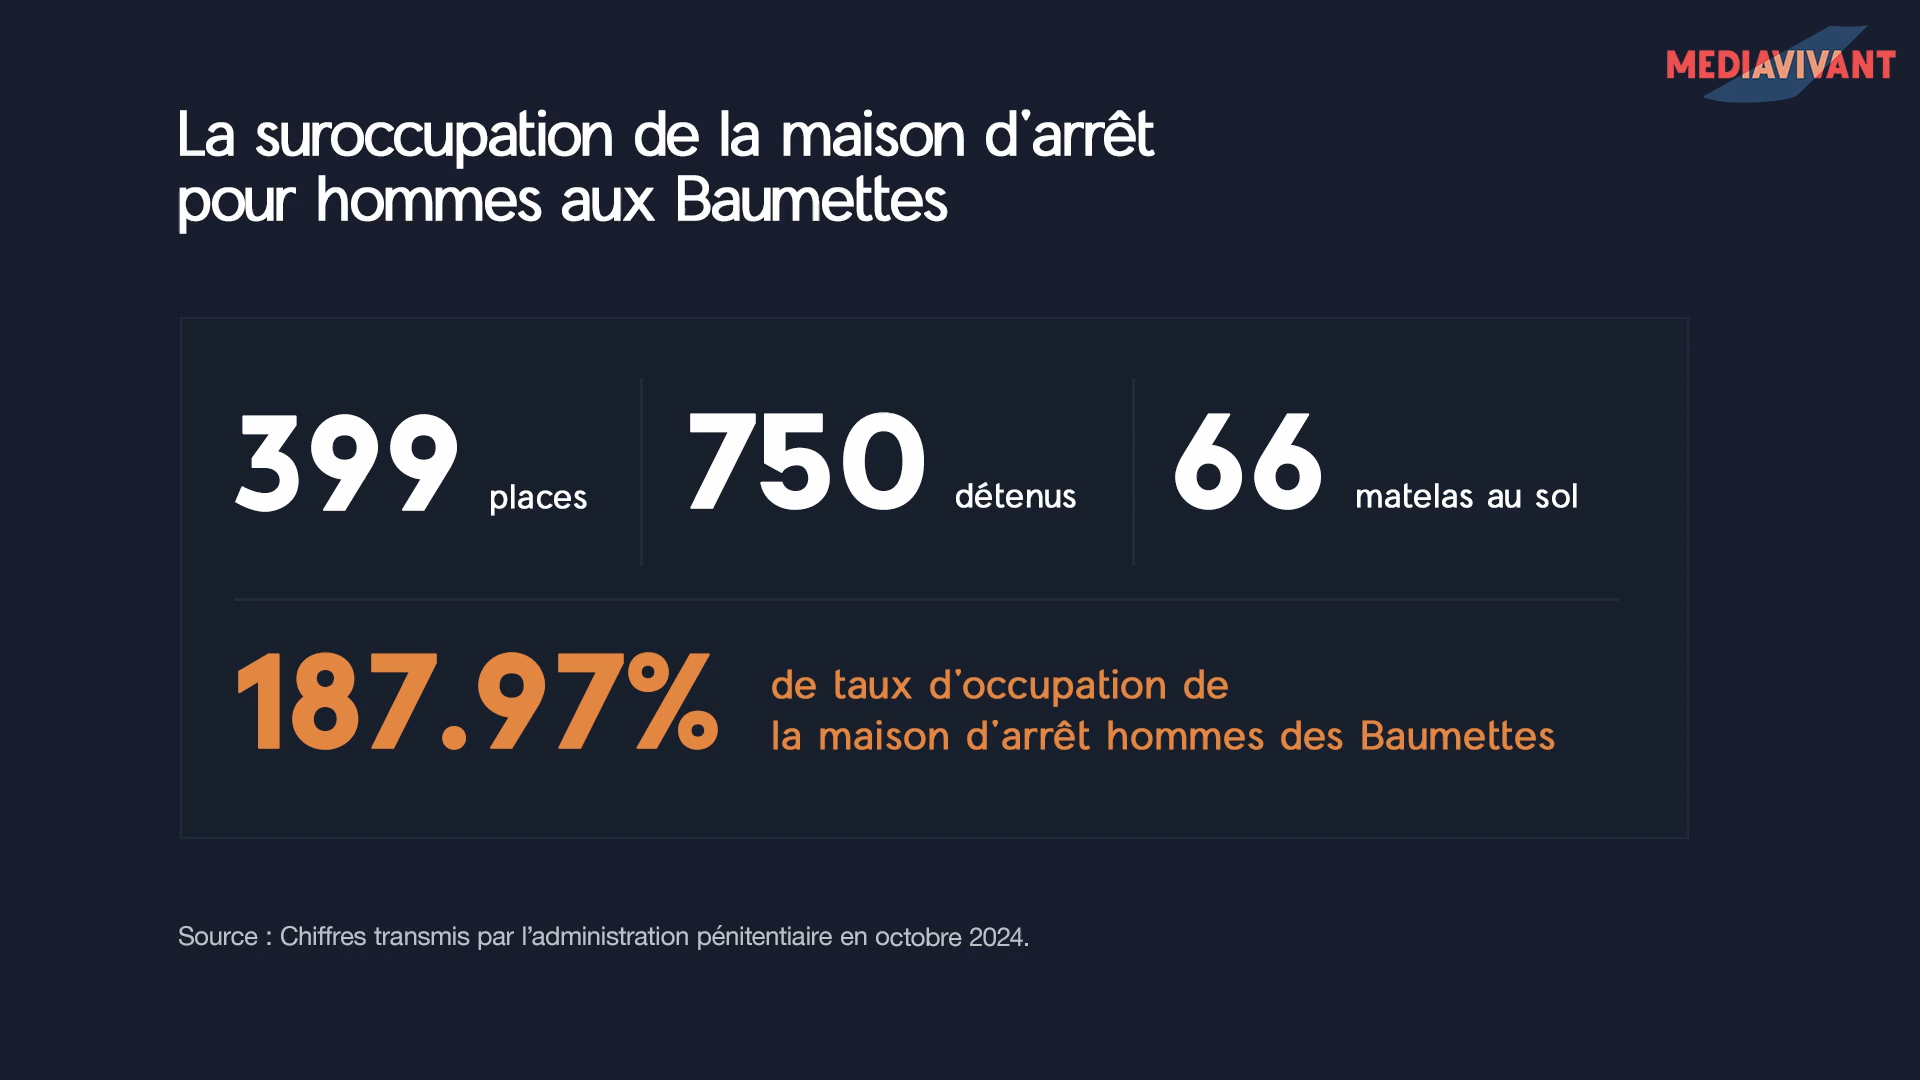 MEDIAVIVANT
La suroccupation de la maison d'arrêt
pour hommes aux Baumettes
399 places
750 détenus
66 matelas au sol
187.97%
de taux d'occupation de
la maison d'arrêt hommes des Baumettes
Source : Chiffres transmis par l’administration pénitentiaire en octobre 2024.